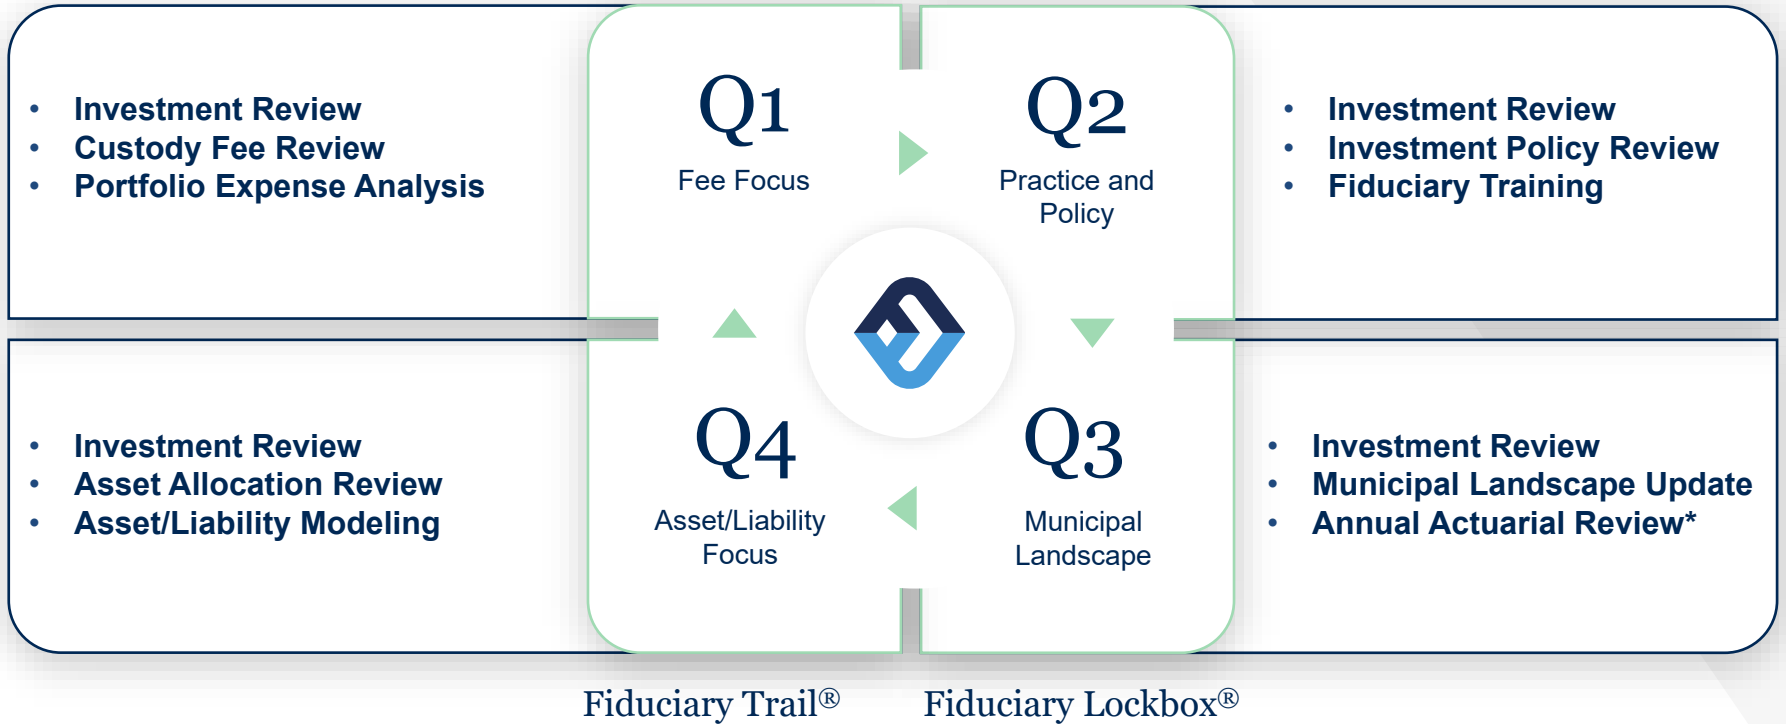 • Investment Review
• Custody Fee Review
• Portfolio Expense Analysis
Q1
Fee Focus
Q2
Practice and
Policy
• Investment Review
• Investment Policy Review
• Fiduciary Training
• Investment Review
• Asset Allocation Review
• Asset/Liability Modeling
Q4
Asset/Liability
Focus
Q3
Municipal
Landscape
• Investment Review
• Municipal Landscape Update
• Annual Actuarial Review*
Fiduciary Trail®
Fiduciary Lockbox®